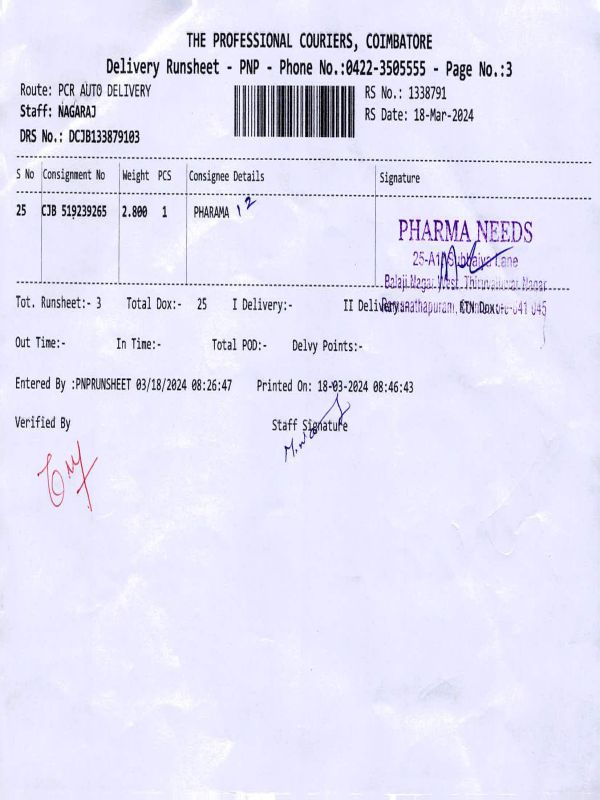 THE PROFESSIONAL COURIERS, COIMBATORE
Delivery Runsheet - PNP - Phone No.:0422-3505555 - Page No.:3
Route: PCR AUTO DELIVERY
RS No.: 1338791
Staff: NAGARAJ
RS Date: 18-Mar-2024
DRS No.: DCJB133879103
S No Consignment No Weight PCS Consignee Details Signature
25 CJB 519239265 2.800 1 PHARAMA 12
PHARMA NEEDS
25-A1, Subbaiya Lane
Balaji Nagar West, Thiruvalluvar Nagar
Tot. Runsheet:- 3 Total Dox:- 25 I Delivery:- II Delivery:-
Out Time:- In Time:- Total POD:- Delvy Points:-
Entered By :PNPRUNSHEET 03/18/2024 08:26:47 Printed On: 18-03-2024 08:46:43
Verified By Staff Signature